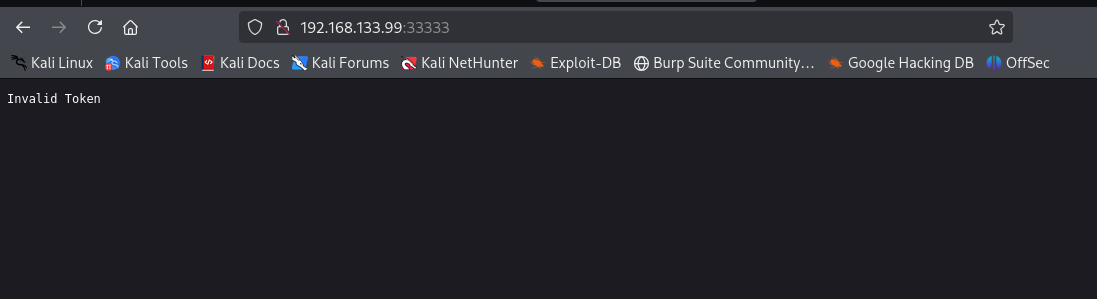 192.168.133.99:33333
Kali Linux Kali Tools Kali Docs Kali Forums Kali NetHunter Exploit-DB Burp Suite Community... Google Hacking DB OffSec
Invalid Token